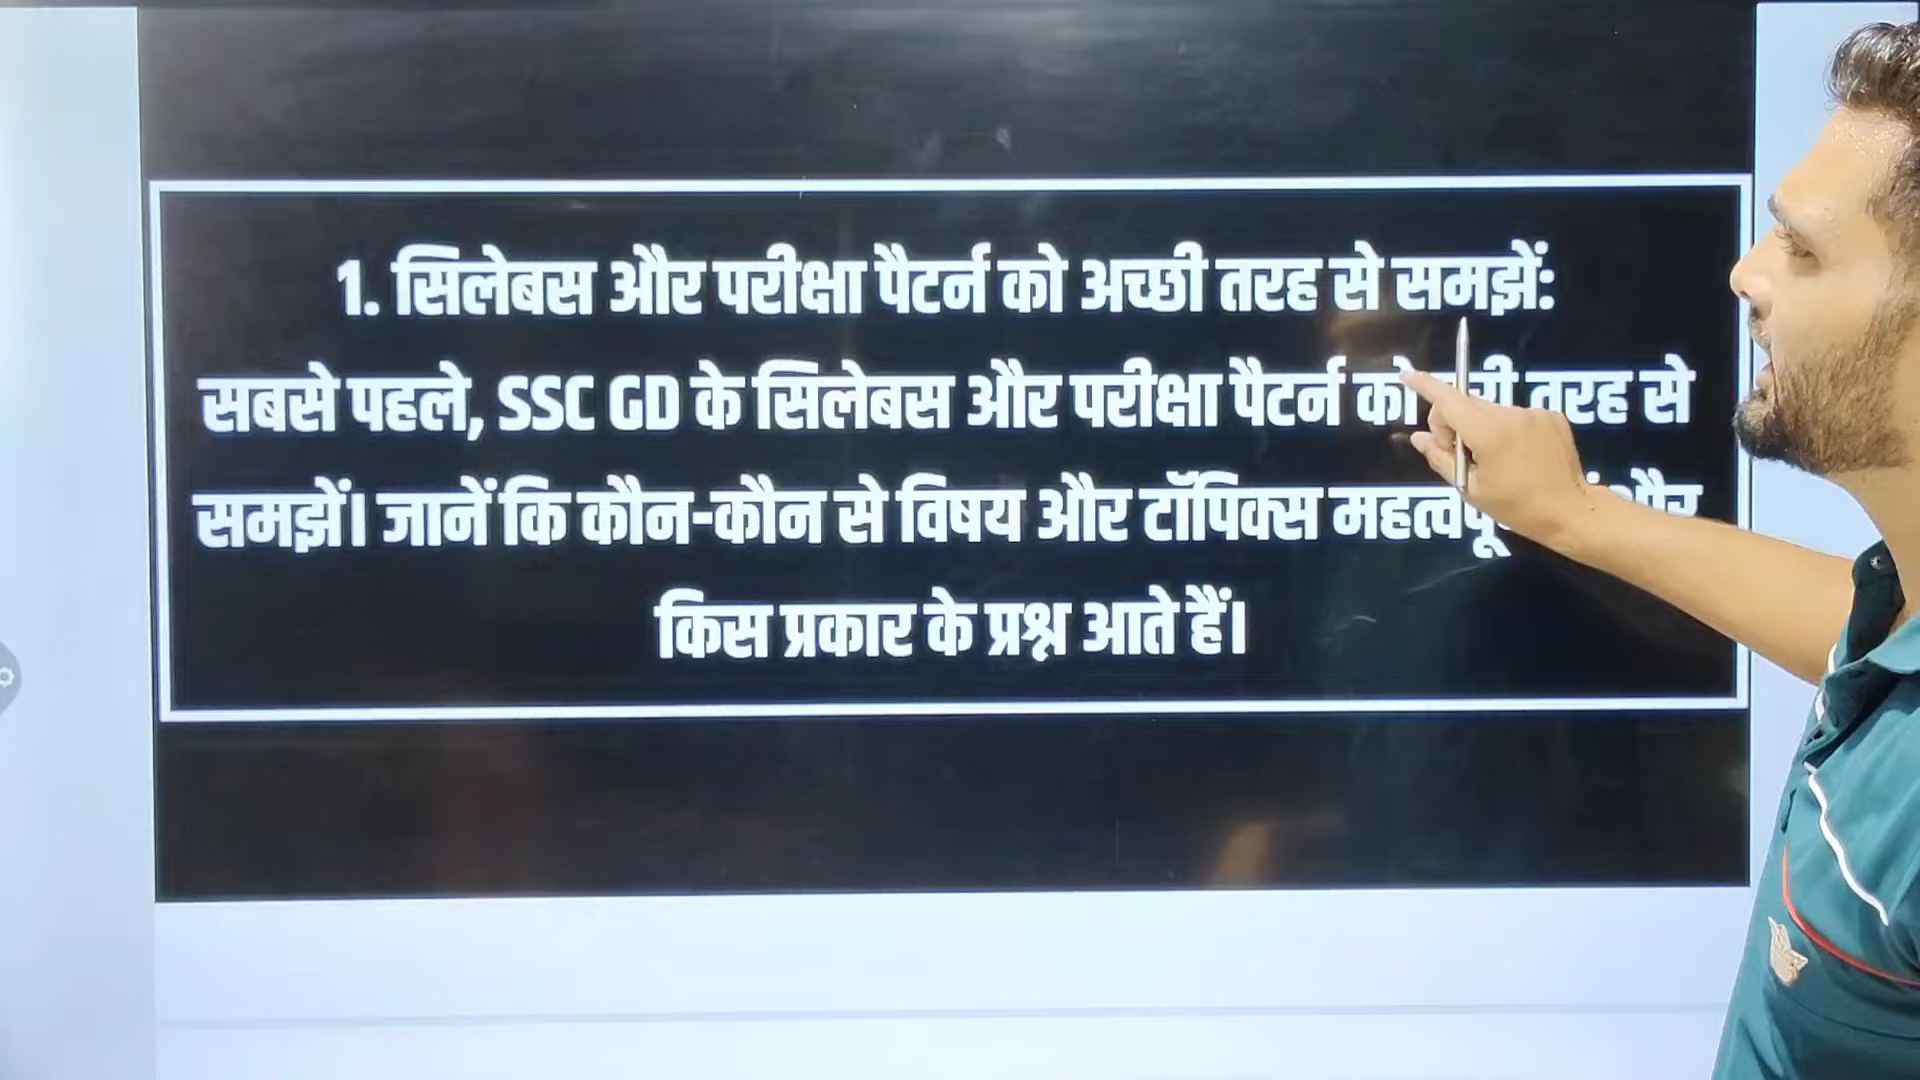 1. सिलेबस और परीक्षा पैटर्न को अच्छी तरह से समझें:
सबसे पहले, SSC GD के सिलेबस और परीक्षा पैटर्न को तरह से
समझें। जानें कि कौन-कौन से विषय और टॉपिक्स और
किस प्रकार के प्रश्न आते हैं।